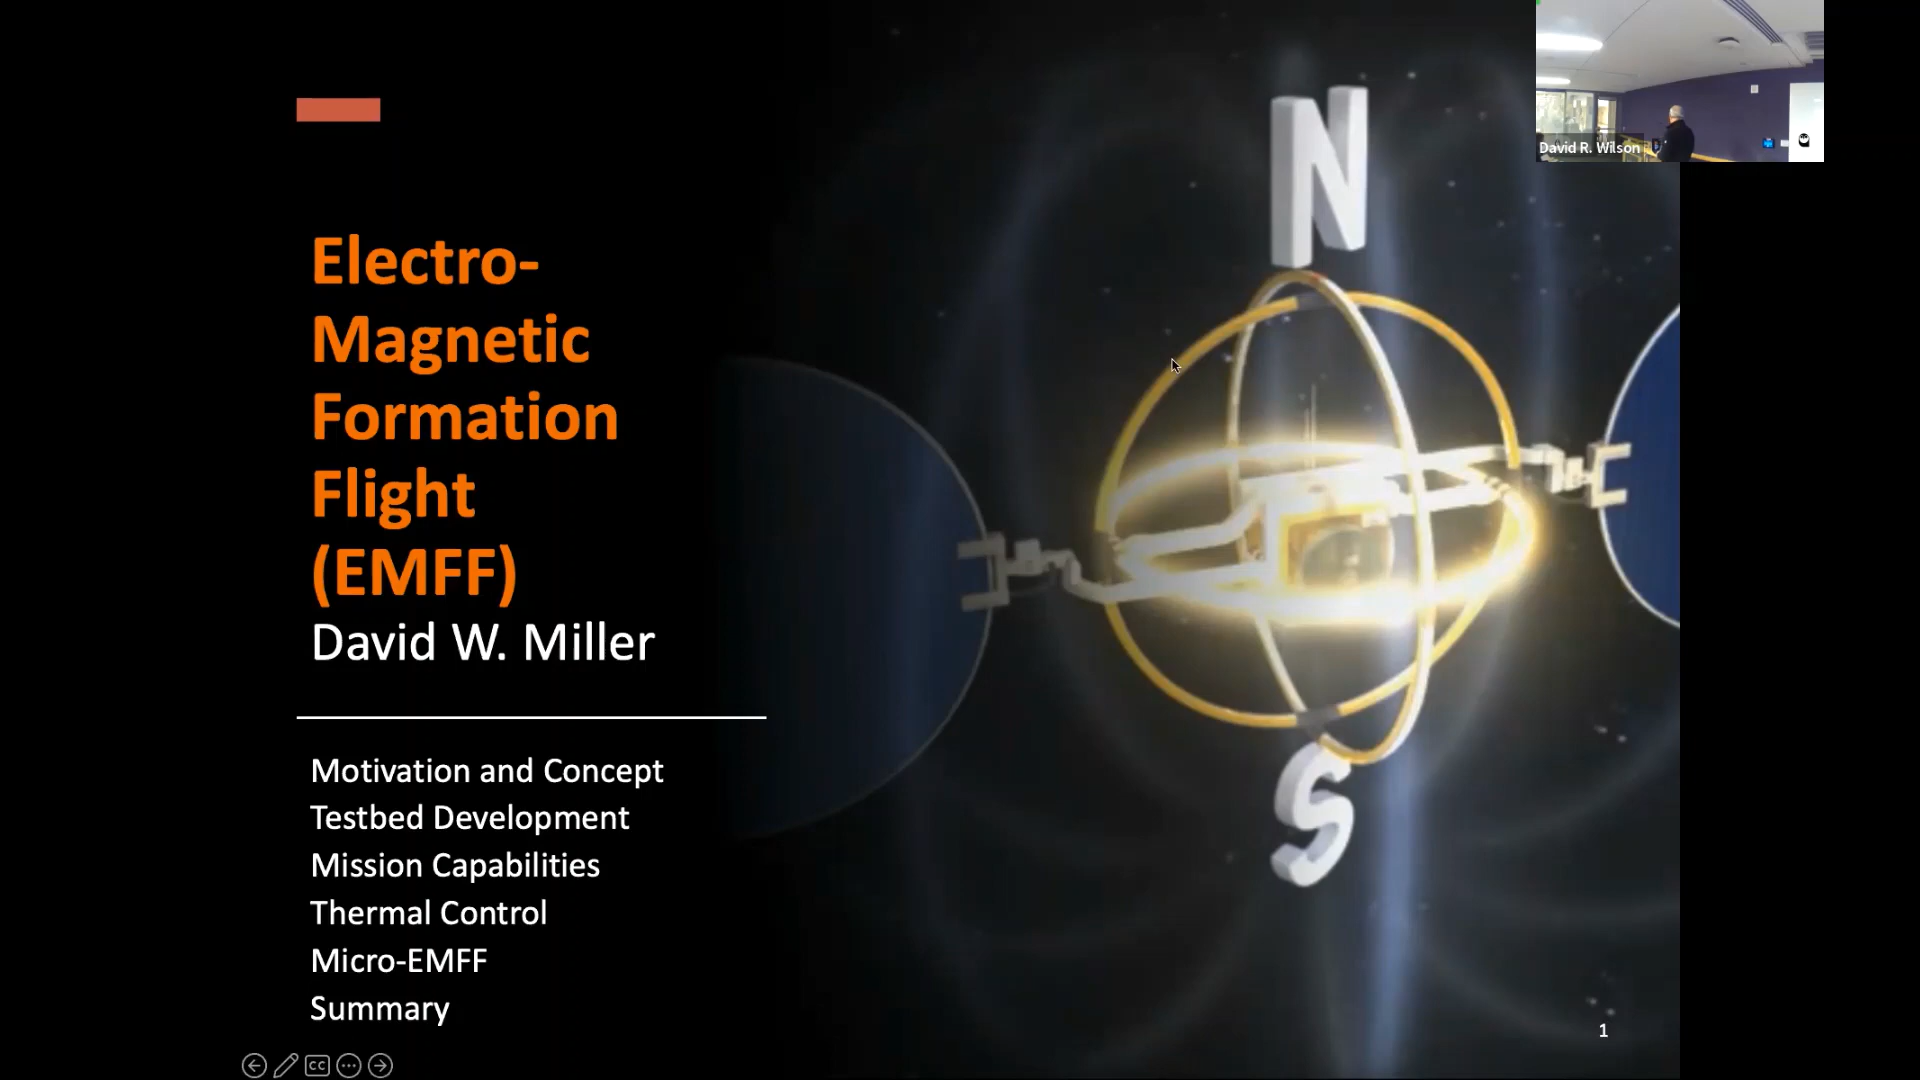 Electro-
Magnetic
Formation
Flight
(EMFF)
David W. Miller
Motivation and Concept
Testbed Development
Mission Capabilities
Thermal Control
Micro-EMFF
Summary
N
S
David R. Wilson
1
CC